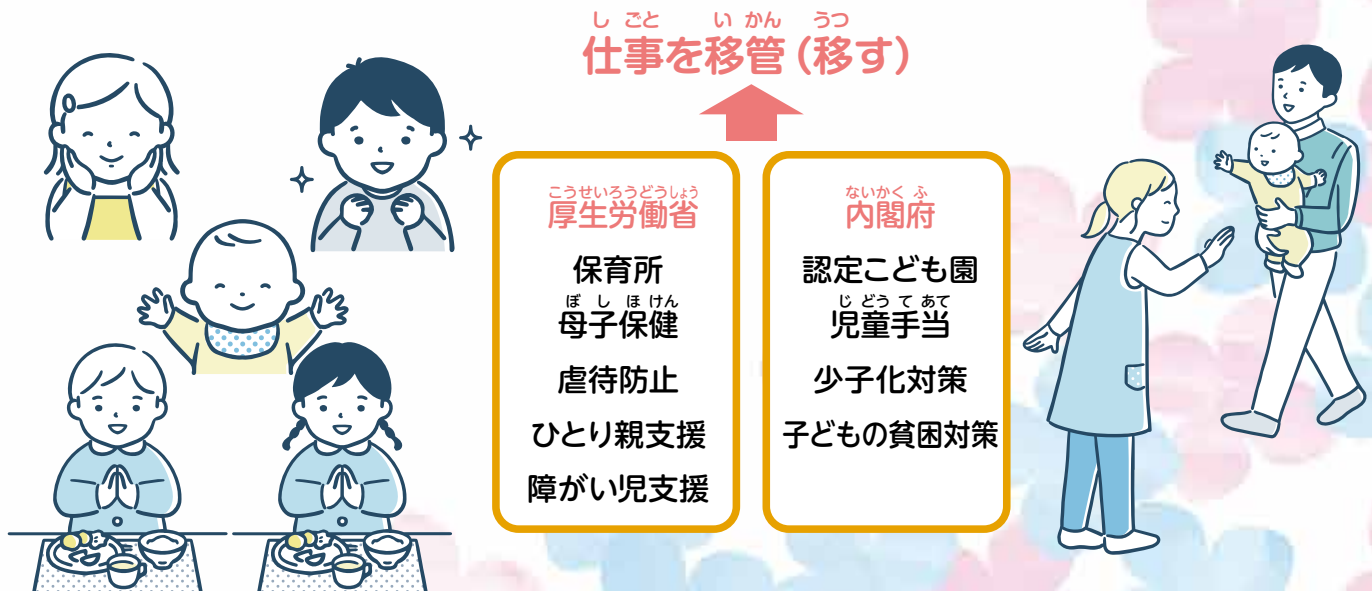 し ごと い かん うつ
仕事を移管（移す）
こうせいろうどうしょう
厚生労働省
保育所
ぼ し ほ けん
母子保健
虐待防止
ひとり親支援
障がい児支援
ないかく ふ
内閣府
認定こども園
じ どう て あて
児童手当
少子化対策
子どもの貧困対策